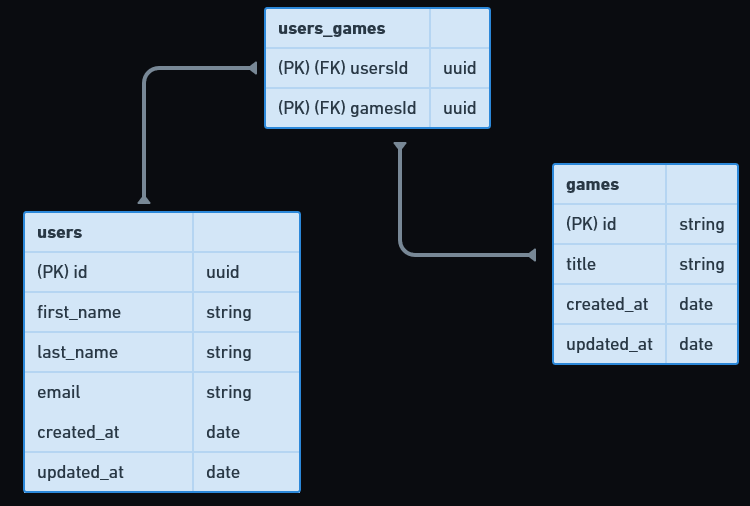 users_games
(PK) (FK) usersId uuid
(PK) (FK) gamesId uuid
games
(PK) id string
title string
created_at date
updated_at date
users
(PK) id uuid
first_name string
last_name string
email string
created_at date
updated_at date